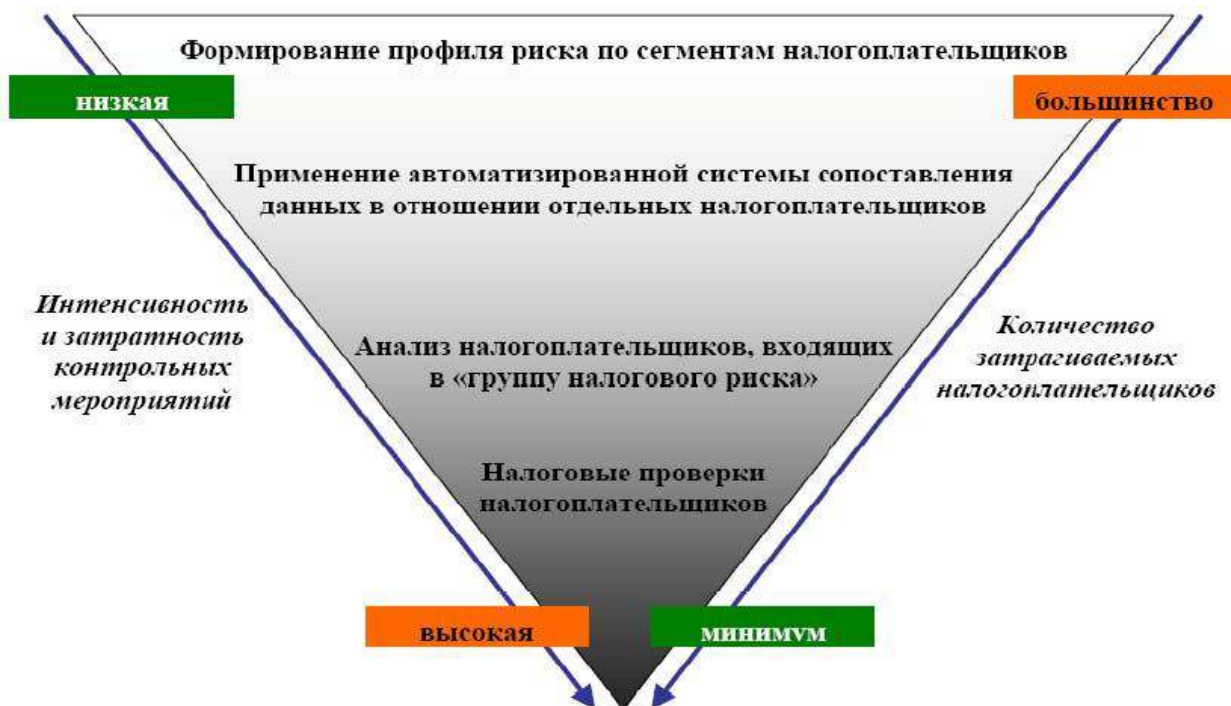 Формирование профиля риска по сегментам налогоплательщиков
низкая
большинство
Применение автоматизированной системы сопоставления
данных в отношении отдельных налогоплательщиков
Интенсивность
и затратность
контрольных
мероприятий
Анализ налогоплательщиков, входящих
в «группу налогового риска»
Количество
затрагиваемых
налогоплательщиков
Налоговые проверки
налогоплательщиков
высокая
минимум